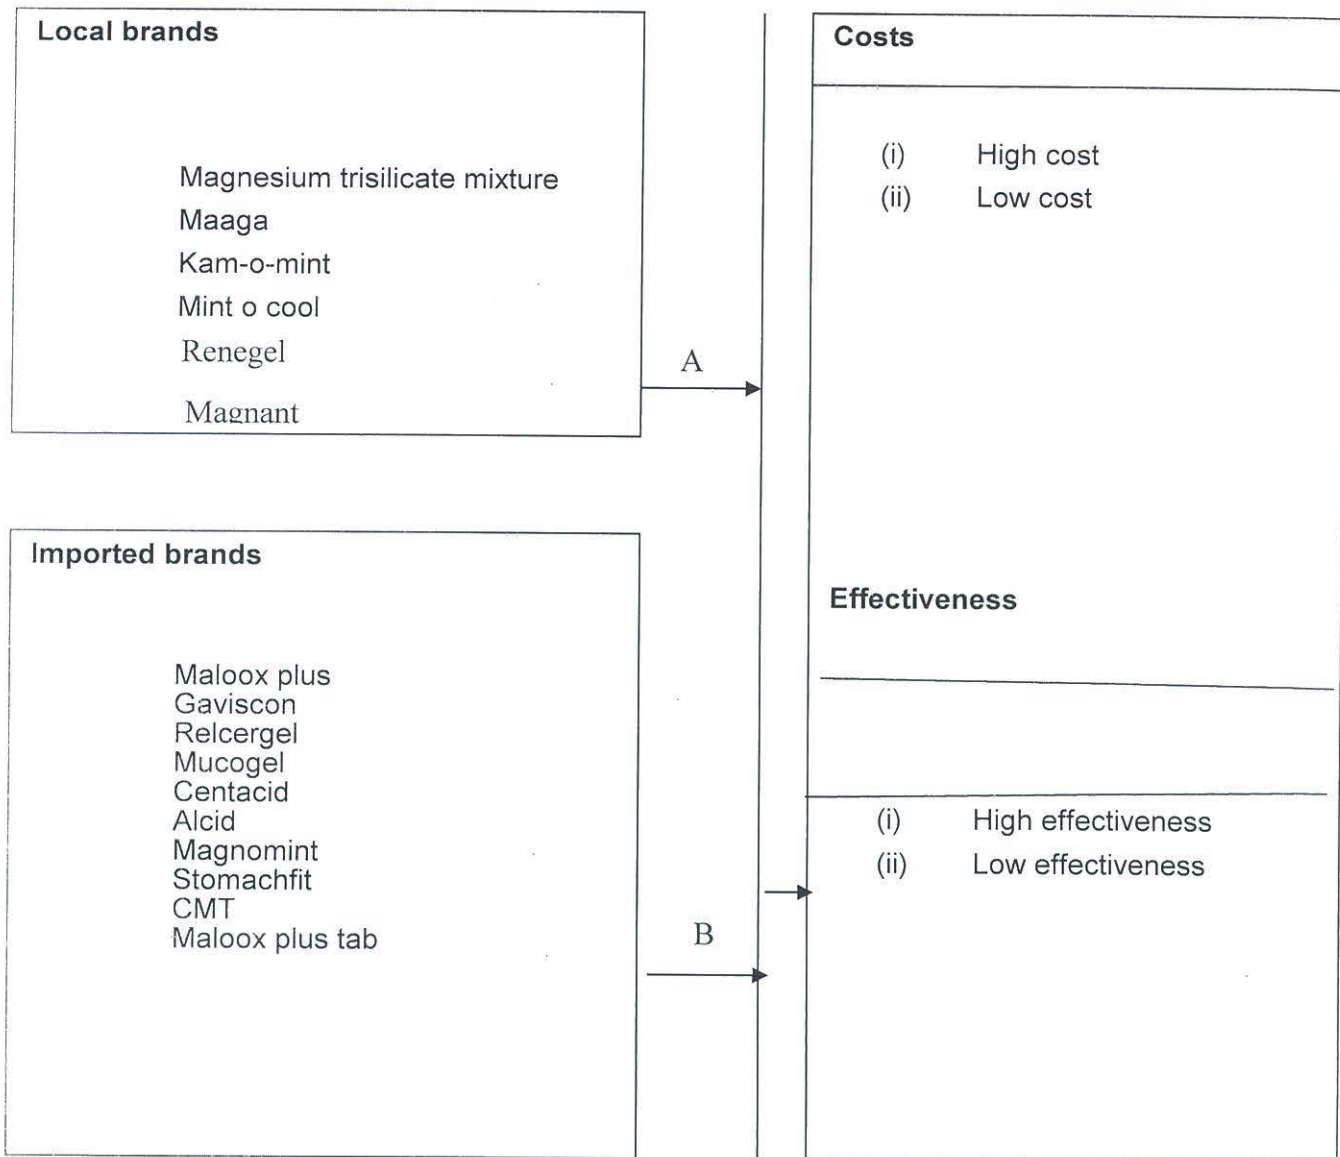 Local brands
Magnesium trisilicate mixture
Maaga
Kam-o-mint
Mint o cool
Renegel
Magnant
A
Imported brands
Maloox plus
Gaviscon
Relcergel
Mucogel
Centacid
Alcid
Magnomint
Stomachfit
CMT
Maloox plus tab
B
Costs
(i) High cost
(ii) Low cost
Effectiveness
(i) High effectiveness
(ii) Low effectiveness